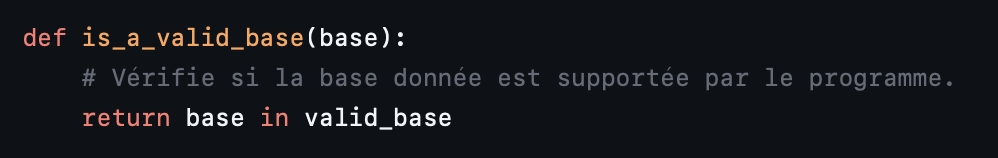 def is_a_valid_base(base):
    # Vérifie si la base donnée est supportée par le programme.
    return base in valid_base